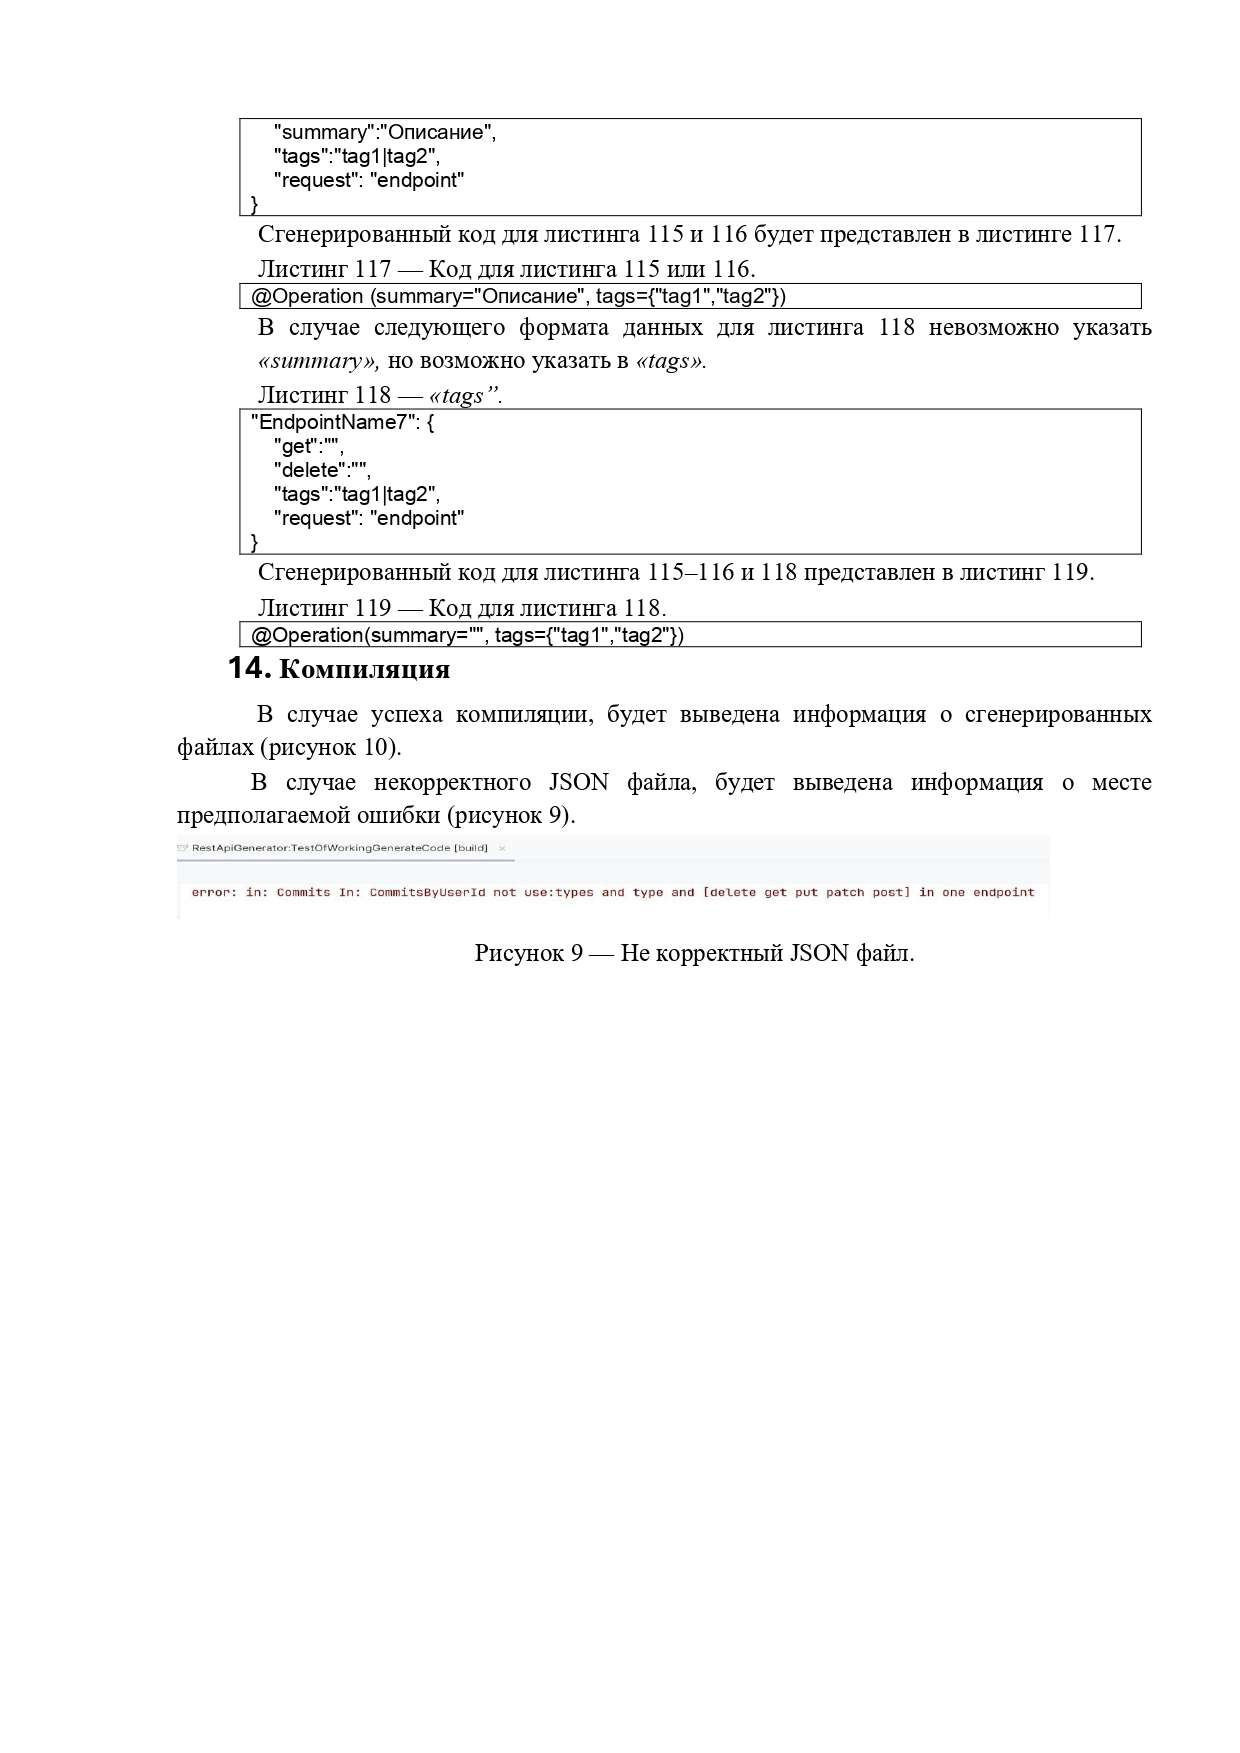 "summary":"Описание",
"tags":"tag1|tag2",
"request": "endpoint"
}
Сгенерированный код для листинга 115 и 116 будет представлен в листинге 117.
Листинг 117 — Код для листинга 115 или 116.
@Operation (summary="Описание", tags={"tag1","tag2"})
В случае следующего формата данных для листинга 118 невозможно указать
«summary», но возможно указать в «tags».
Листинг 118 — «tags”.
"EndpointName7": {
"get":"",
"delete":"",
"tags":"tag1|tag2",
"request": "endpoint"
}
Сгенерированный код для листинга 115–116 и 118 представлен в листинг 119.
Листинг 119 — Код для листинга 118.
@Operation(summary="", tags={"tag1","tag2"})
14. Компиляция
В случае успеха компиляции, будет выведена информация о сгенерированных
файлах (рисунок 10).
В случае некорректного JSON файла, будет выведена информация о месте
предполагаемой ошибки (рисунок 9).
RestApiGenerator:TestOfWorkingGenerateCode [build] ×
error: in: Commits In: CommitsByUserId not use:types and type and [delete get put patch post] in one endpoint
Рисунок 9 — Не корректный JSON файл.